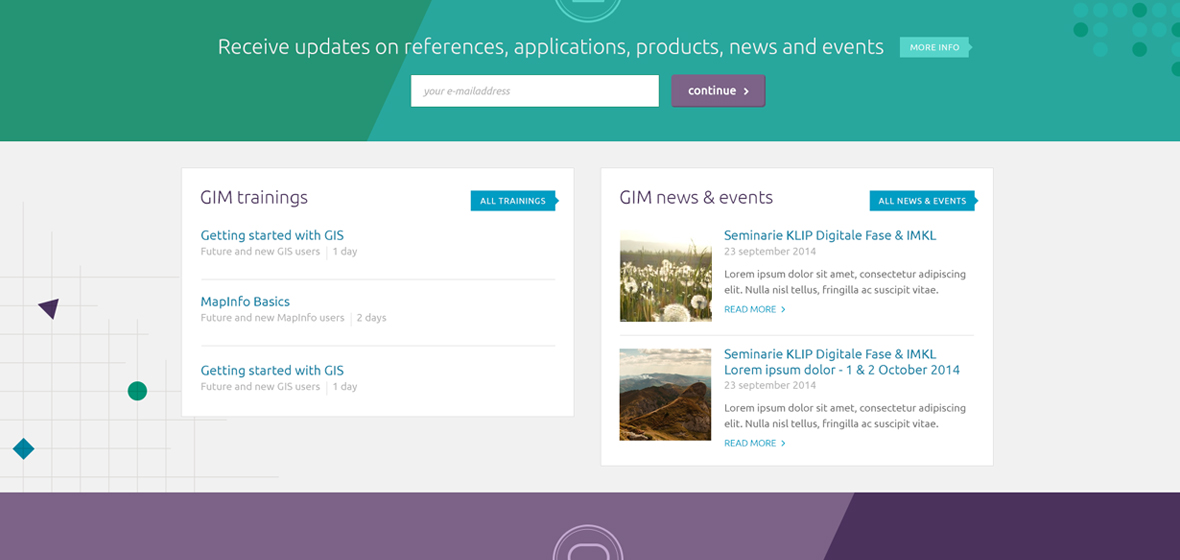 Receive updates on references, applications, products, news and events
MORE INFO
your e-mailaddress
continue
GIM trainings
ALL TRAININGS
Getting started with GIS
Future and new GIS users | 1 day
MapInfo Basics
Future and new MapInfo users | 2 days
Getting started with GIS
Future and new GIS users | 1 day
GIM news & events
ALL NEWS & EVENTS
Seminarie KLIP Digitale Fase & IMKL
23 september 2014
Lorem ipsum dolor sit amet, consectetur adipiscing
elit. Nulla nisl tellus, fringilla ac suscipit vitae.
READ MORE
Seminarie KLIP Digitale Fase & IMKL
Lorem ipsum dolor - 1 & 2 October 2014
23 september 2014
Lorem ipsum dolor sit amet, consectetur adipiscing
elit. Nulla nisl tellus, fringilla ac suscipit vitae.
READ MORE